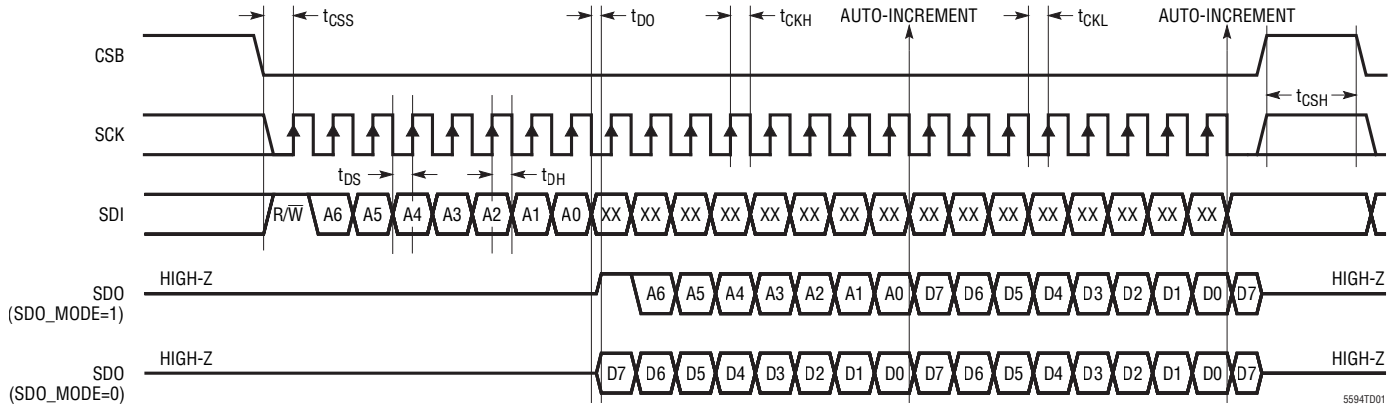 tCSS tDO tCKH AUTO-INCREMENT tCKL AUTO-INCREMENT
CSB
tCSH
SCK
tDS tDH
SDI R/W̅ A6 A5 A4 A3 A2 A1 A0 XX XX XX XX XX XX XX XX XX XX XX XX XX XX XX XX
HIGH-Z HIGH-Z
SDO A6 A5 A4 A3 A2 A1 A0 D7 D6 D5 D4 D3 D2 D1 D0 D7
(SDO_MODE=1)
HIGH-Z HIGH-Z
SDO D7 D6 D5 D4 D3 D2 D1 D0 D7 D6 D5 D4 D3 D2 D1 D0 D7
(SDO_MODE=0)
5594TD01